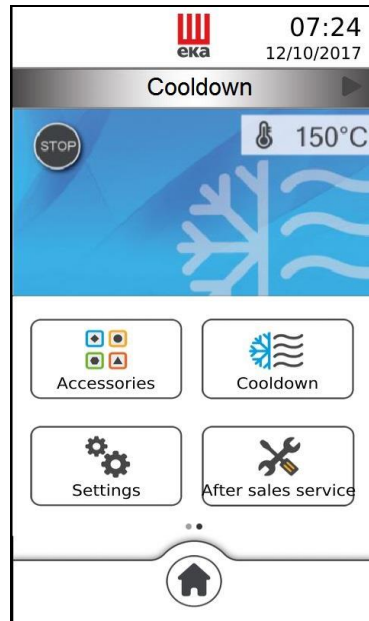 07:24
eka 12/10/2017
Cooldown
STOP 150°C
Accessories Cooldown
Settings After sales service